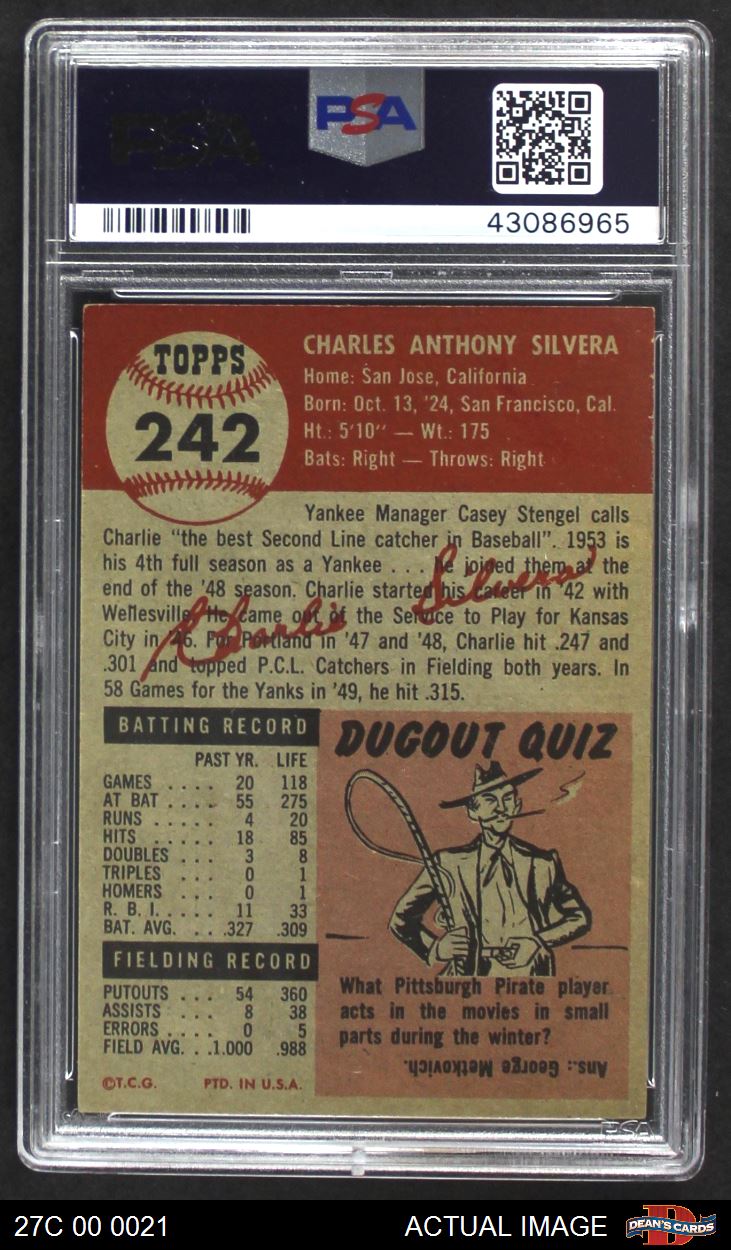 PSA
PSA
43086965
TOPPS
242
CHARLES ANTHONY SILVERA
Home: San Jose, California
Born: Oct. 13, '24, San Francisco, Cal.
Ht.: 5'10'' — Wt.: 175
Bats: Right — Throws: Right
Yankee Manager Casey Stengel calls
Charlie "the best Second Line catcher in Baseball". 1953 is
his 4th full season as a Yankee . . . he joined them at the
end of the '48 season. Charlie started his career in '42 with
Wellesville. He came out of the Service to Play for Kansas
City in '46. For Portland in '47 and '48, Charlie hit .247 and
.301 and topped P.C.L. Catchers in Fielding both years. In
58 Games for the Yanks in '49, he hit .315.
Charlie Silvera
BATTING RECORD
PAST YR. LIFE
GAMES . . . . 20 118
AT BAT . . . . 55 275
RUNS . . . . 4 20
HITS . . . . 18 85
DOUBLES . . . 3 8
TRIPLES . . . 0 1
HOMERS . . . 0 1
R. B. I. . . . . 11 33
BAT. AVG. . . .327 .309
FIELDING RECORD
PUTOUTS . . . 54 360
ASSISTS . . . 8 38
ERRORS . . . . 0 5
FIELD AVG. . .1.000 .988
©T.C.G. PTD. IN U.S.A.
DUGOUT QUIZ
What Pittsburgh Pirate player
acts in the movies in small
parts during the winter?
Ans.: George Metkovich.
PSA
27C 00 0021 ACTUAL IMAGE DEAN'S CARDS